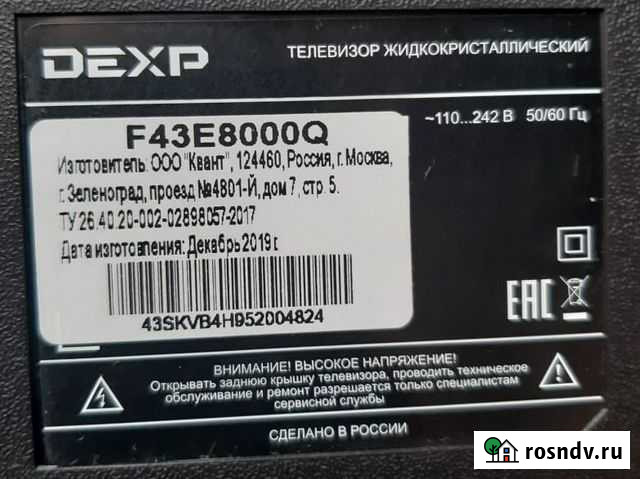 DEXP
ТЕЛЕВИЗОР ЖИДКОКРИСТАЛЛИЧЕСКИЙ
F43E8000Q
~110...242 В 50/60 Гц
Изготовитель: ООО "Квант", 124460, Россия, г. Москва,
г. Зеленоград, проезд №4801-Й, дом 7, стр. 5.
ТУ 26.40.20-002-02898057-2017
Дата изготовления: Декабрь 2019 г.
43SKVB4H952004824
EAC
ВНИМАНИЕ! ВЫСОКОЕ НАПРЯЖЕНИЕ!
Открывать заднюю крышку телевизора, проводить техническое
обслуживание и ремонт разрешается только специалистам
сервисной службы
СДЕЛАНО В РОССИИ
rosndv.ru